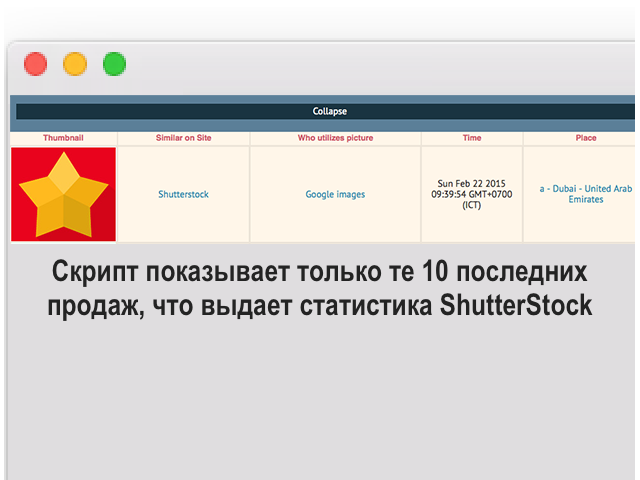 Collapse
Thumbnail Similar on Site Who utilizes picture Time Place
Shutterstock Google images Sun Feb 22 2015 09:39:54 GMT+0700 (ICT) a - Dubai - United Arab Emirates
Скрипт показывает только те 10 последних
продаж, что выдает статистика ShutterStock